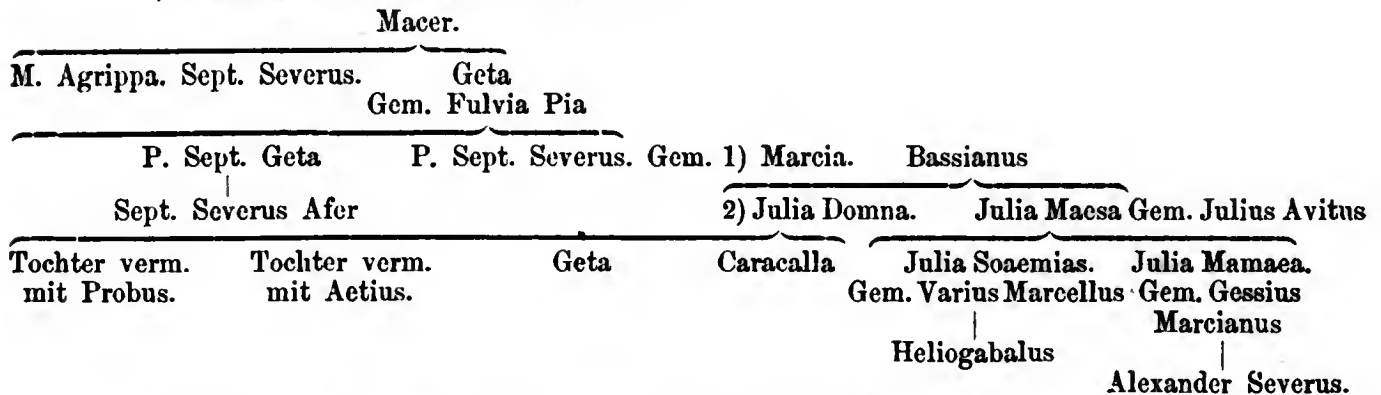 Macer.
M. Agrippa. Sept. Severus. Geta
Gem. Fulvia Pia
P. Sept. Geta P. Sept. Severus. Gem. 1) Marcia. Bassianus
Sept. Severus Afer 2) Julia Domna. Julia Maesa Gem. Julius Avitus
Tochter verm. Tochter verm. Geta Caracalla Julia Soaemias. Julia Mamaea.
mit Probus. mit Aetius. Gem. Varius Marcellus Gem. Gessius
Marcianus
Heliogabalus
Alexander Severus.